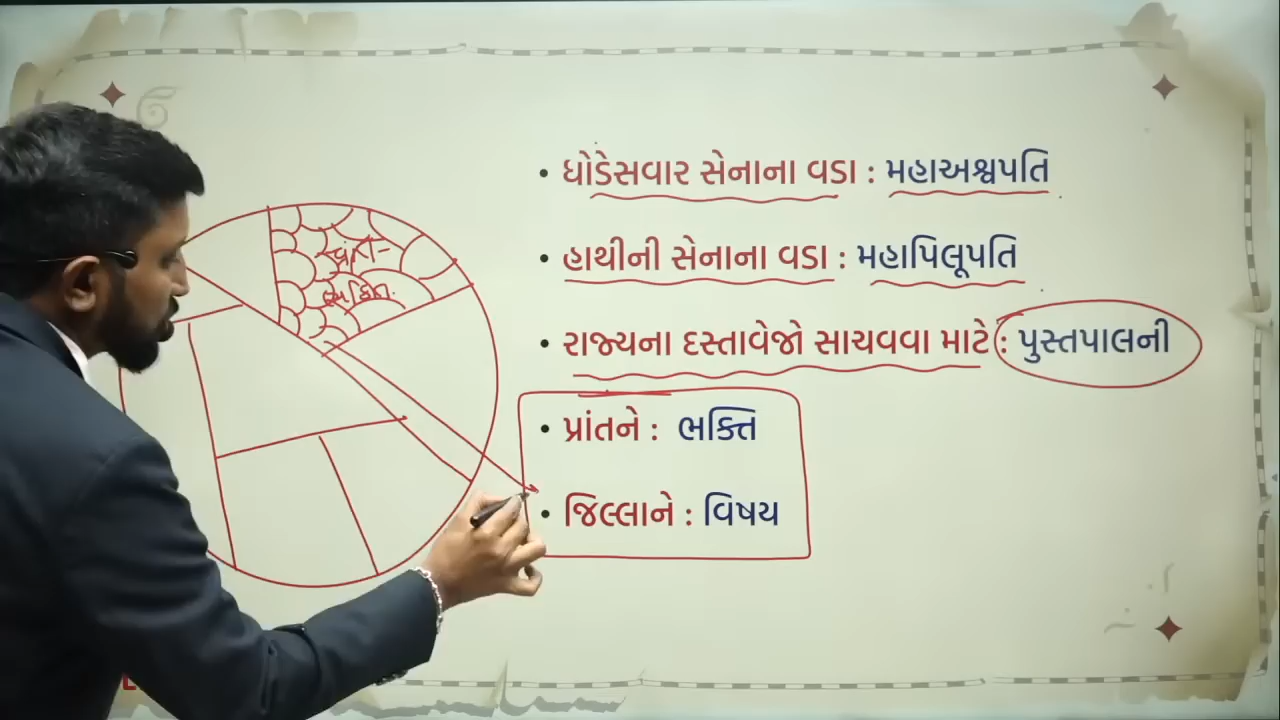 • ધોડેસવાર સેનાના વડા : મહાઅશ્વપતિ
• હાથીની સેનાના વડા : મહાપિલૂપતિ
• રાજ્યના દસ્તાવેજો સાચવવા માટે : પુસ્તપાલની
• પ્રાંતને : ભક્તિ
• જિલ્લાને : વિષય